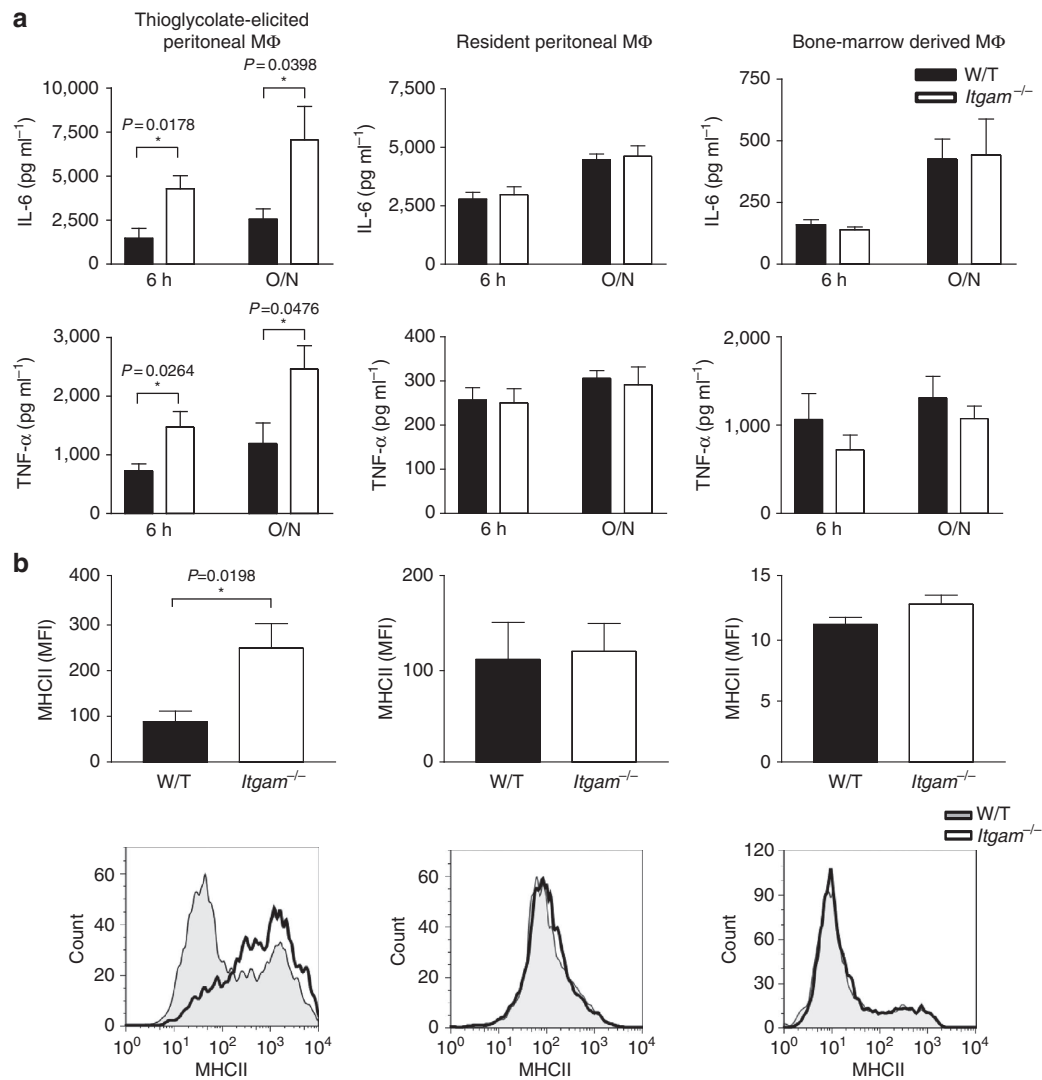 a
Thioglycolate-elicited
peritoneal MΦ
Resident peritoneal MΦ
Bone-marrow derived MΦ
W/T
Itgam–/–
P=0.0178
*
P=0.0398
*
10,000
7,500
5,000
2,500
0
IL-6 (pg ml–1)
6 h
O/N
7,500
5,000
2,500
0
IL-6 (pg ml–1)
6 h
O/N
750
500
250
0
IL-6 (pg ml–1)
6 h
O/N
P=0.0264
*
P=0.0476
*
3,000
2,000
1,000
0
TNF-α (pg ml–1)
6 h
O/N
400
300
200
100
0
TNF-α (pg ml–1)
6 h
O/N
2,000
1,000
0
TNF-α (pg ml–1)
6 h
O/N
b
P=0.0198
*
400
300
200
100
0
MHCII (MFI)
W/T
Itgam–/–
200
100
0
MHCII (MFI)
W/T
Itgam–/–
15
10
5
0
MHCII (MFI)
W/T
Itgam–/–
W/T
Itgam–/–
60
40
20
0
Count
100 101 102 103 104
MHCII
60
40
20
0
Count
100 101 102 103 104
MHCII
120
90
60
30
0
Count
100 101 102 103 104
MHCII